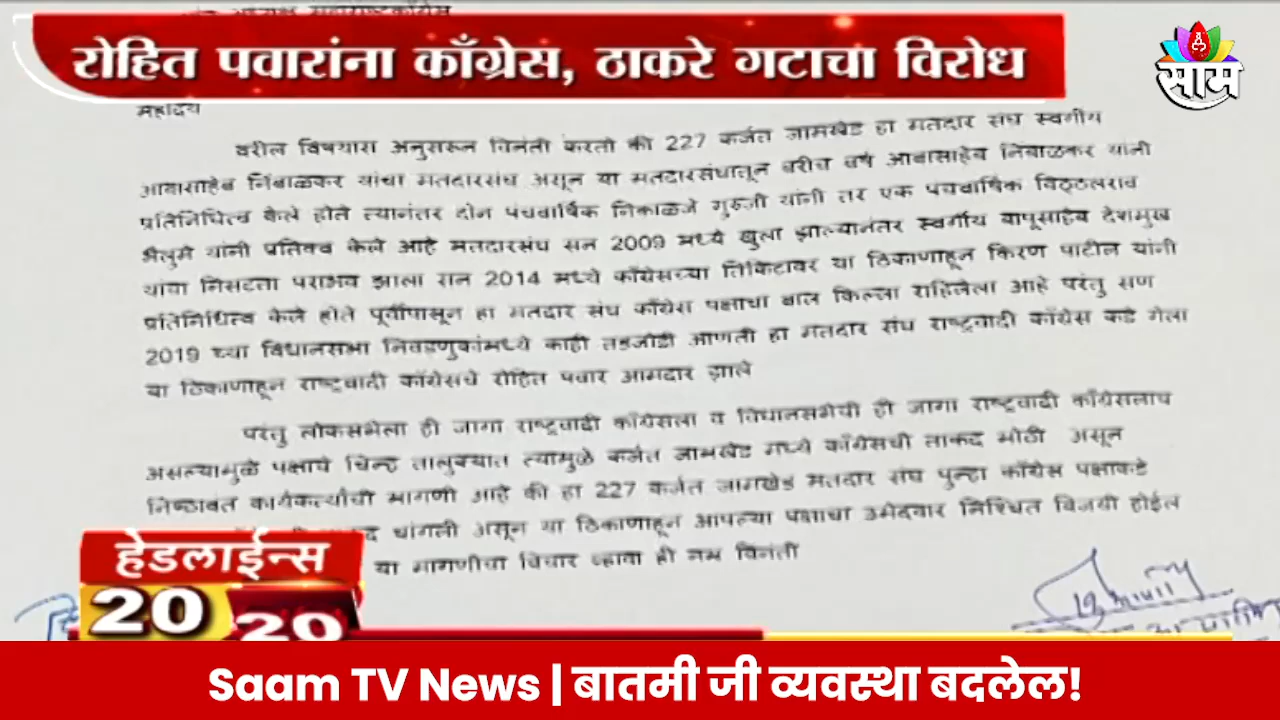 रोहित पवारांना काँग्रेस, ठाकरे गटाचा विरोध
साम
महोदय
वरील विषयास अनुसरून विनंती करतो की 227 कर्जत जामखेड हा मतदार संघ स्वर्गीय
आबासाहेब निंबाळकर यांचा मतदारसंघ असून या मतदारसंघातून बरीच वर्ष आबासाहेब निंबाळकर यांनी
प्रतिनिधित्व केले होते त्यानंतर दोन पंचवार्षिक निकाळजे गुरुजी यांनी तर एक पंचवार्षिक विठ्ठलराव
भैलुमे यांनी केले आहे मतदारसंघ सन 2009 मध्ये खुला झाल्यानंतर स्वर्गीय बापूसाहेब देशमुख
यांचा निसटता पराभव झाला सन 2014 मध्ये काँग्रेसच्या तिकिटावर या ठिकाणाहून किरण पाटील यांनी
प्रतिनिधित्व केले होते पूर्वीपासून हा मतदार संघ काँग्रेस पक्षाचा बाल किल्ला राहिलेला आहे परंतु सण
2019 च्या विधानसभा निवडणुकांमध्ये काही तडजोडी आणती हा मतदार संघ राष्ट्रवादी काँग्रेस कडे गेला
या ठिकाणाहून राष्ट्रवादी काँग्रेसचे रोहित पवार आमदार झाले
परंतु लोकसभेला ही जागा राष्ट्रवादी काँग्रेसला व विधानसभेची ही जागा राष्ट्रवादी काँग्रेसलाच
असल्यामुळे पक्षाचे चिन्ह तालुक्यात त्यामुळे कर्जत जामखेड मध्ये काँग्रेसची ताकद मोठी असून
निष्ठावंत कार्यकर्त्यांची मागणी आहे की हा 227 कर्जत जामखेड मतदार संघ पुन्हा काँग्रेस पक्षाकडे
चांगली असून या ठिकाणाहून आपल्या पक्षाचा उमेदवार निश्चित विजयी होईल
या मागणीचा विचार व्हावा ही नम्र विनंती
हेडलाईन्स
20 20
Saam TV News | बातमी जी व्यवस्था बदलेल!